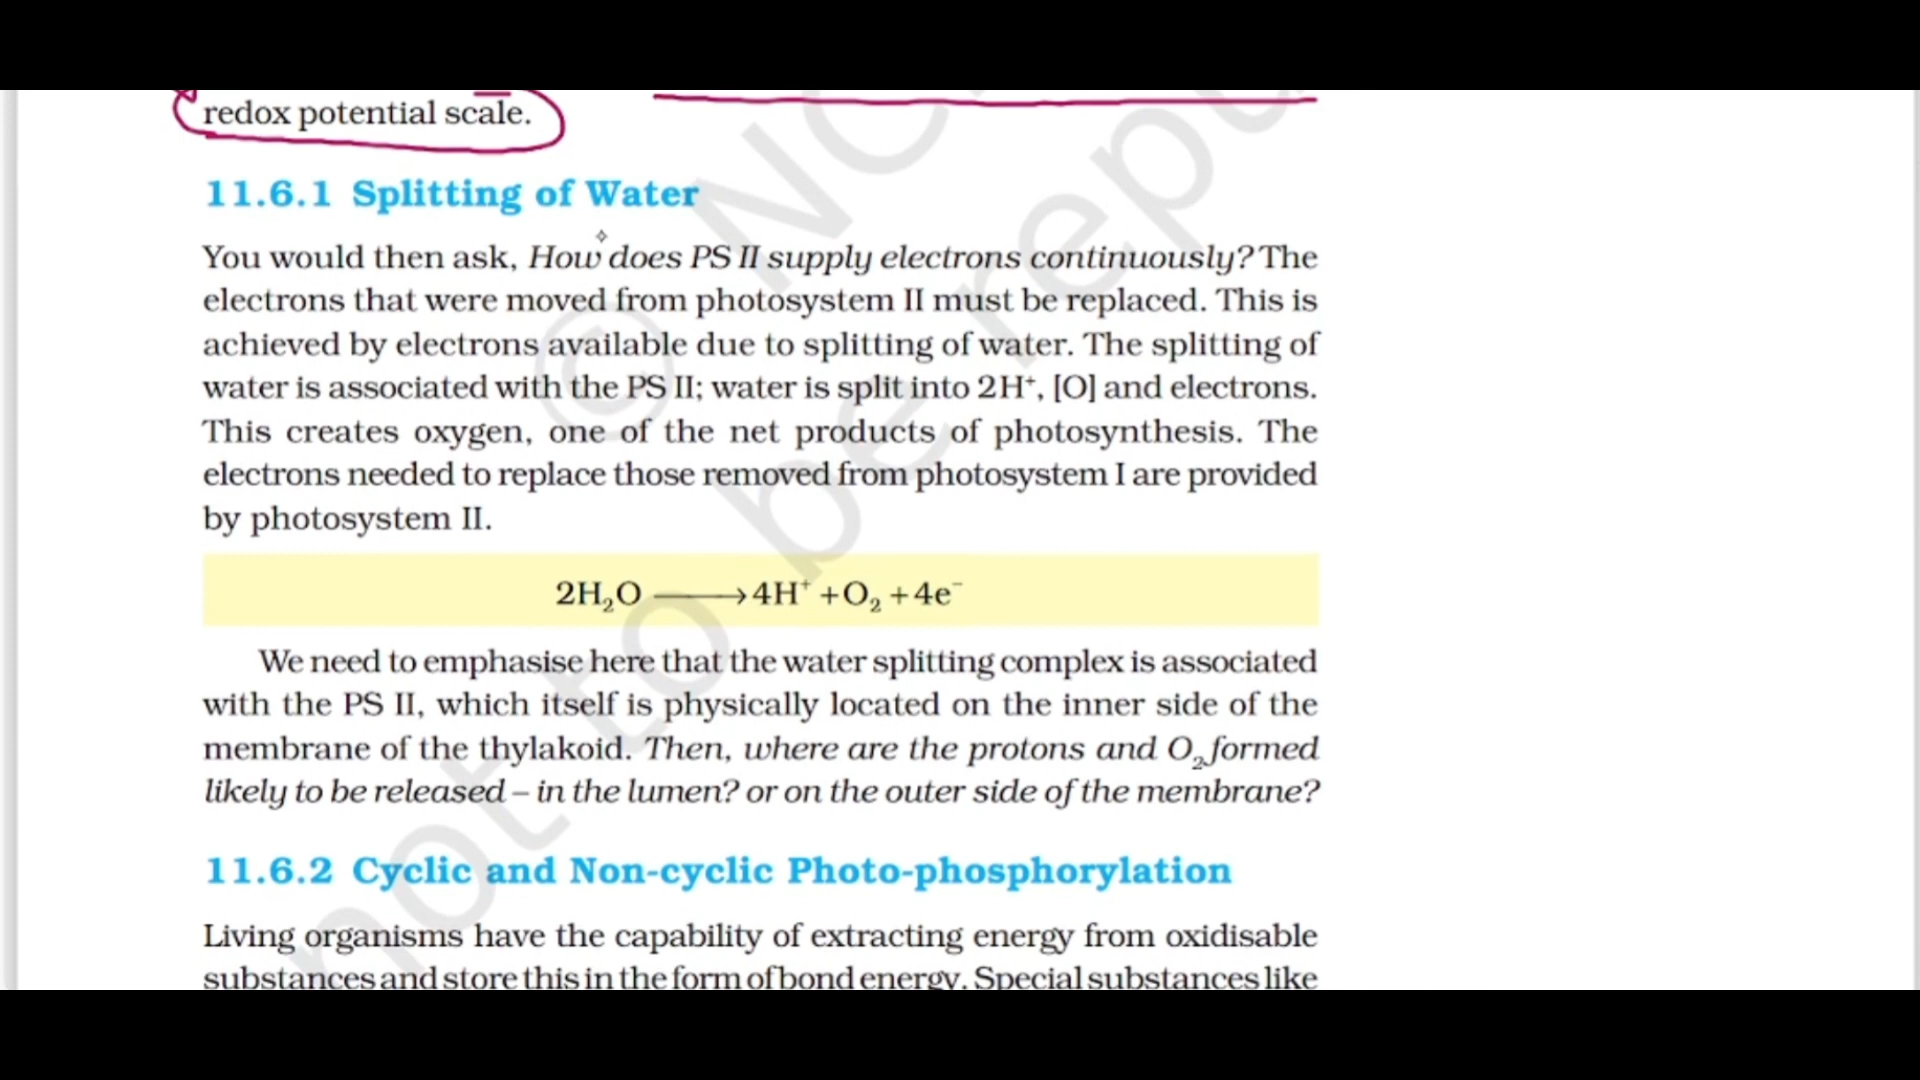 redox potential scale.
11.6.1 Splitting of Water
You would then ask, How does PS II supply electrons continuously? The
electrons that were moved from photosystem II must be replaced. This is
achieved by electrons available due to splitting of water. The splitting of
water is associated with the PS II; water is split into 2H⁺, [O] and electrons.
This creates oxygen, one of the net products of photosynthesis. The
electrons needed to replace those removed from photosystem I are provided
by photosystem II.
2H₂O ⟶ 4H⁺ + O₂ + 4e⁻
We need to emphasise here that the water splitting complex is associated
with the PS II, which itself is physically located on the inner side of the
membrane of the thylakoid. Then, where are the protons and O₂ formed
likely to be released – in the lumen? or on the outer side of the membrane?
11.6.2 Cyclic and Non-cyclic Photo-phosphorylation
Living organisms have the capability of extracting energy from oxidisable
substances and store this in the form of bond energy. Special substances like
not to be